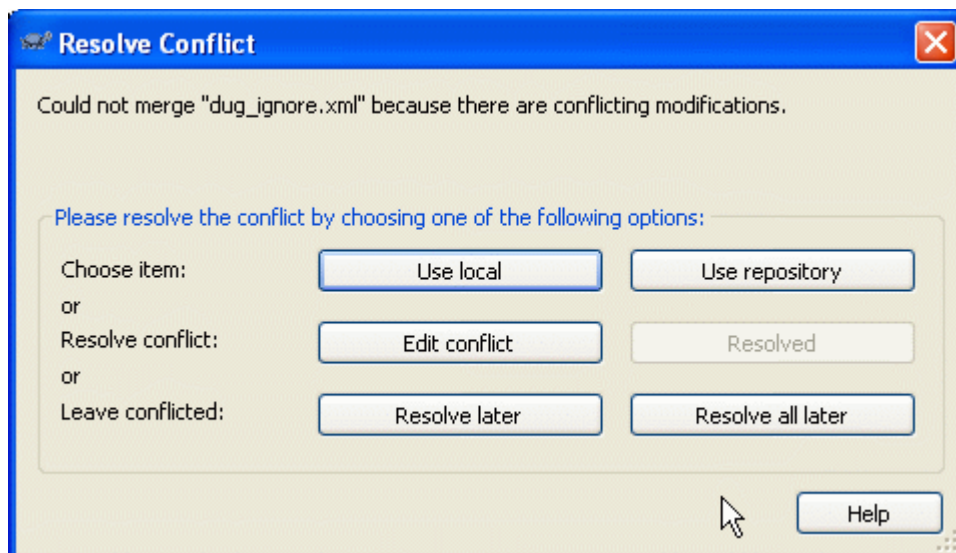 Resolve Conflict
Could not merge "dug_ignore.xml" because there are conflicting modifications.
Please resolve the conflict by choosing one of the following options:
Choose item: Use local Use repository
or
Resolve conflict: Edit conflict Resolved
or
Leave conflicted: Resolve later Resolve all later
Help